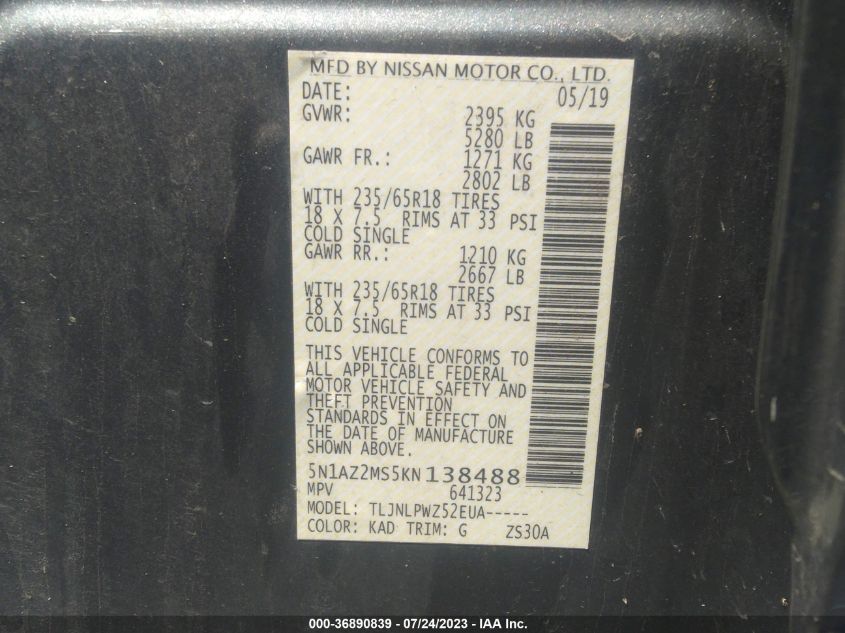 MFD BY NISSAN MOTOR CO., LTD.
DATE: 05/19
GVWR: 2395 KG
5280 LB
GAWR FR.: 1271 KG
2802 LB
WITH 235/65R18 TIRES
18 X 7.5 RIMS AT 33 PSI
COLD SINGLE
GAWR RR.: 1210 KG
2667 LB
WITH 235/65R18 TIRES
18 X 7.5 RIMS AT 33 PSI
COLD SINGLE
THIS VEHICLE CONFORMS TO
ALL APPLICABLE FEDERAL
MOTOR VEHICLE SAFETY AND
THEFT PREVENTION
STANDARDS IN EFFECT ON
THE DATE OF MANUFACTURE
SHOWN ABOVE.
5N1AZ2MS5KN138488
MPV 641323
MODEL: TLJNLPWZ52EUA-----
COLOR: KAD TRIM: G ZS30A
000-36890839 / 07/24/2023 - IAA Inc.